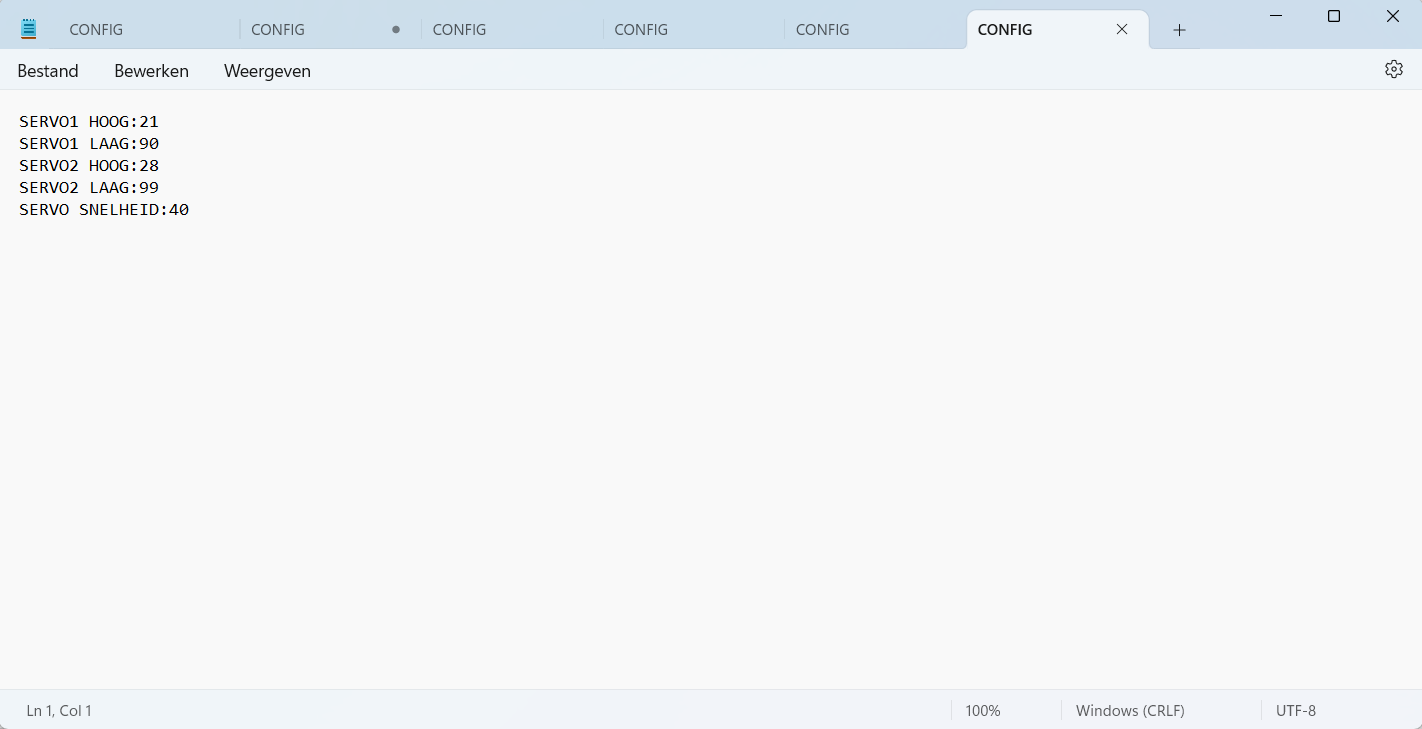 CONFIG
CONFIG
CONFIG
CONFIG
CONFIG
CONFIG
Bestand
Bewerken
Weergeven
SERVO1 HOOG:21
SERVO1 LAAG:90
SERVO2 HOOG:28
SERVO2 LAAG:99
SERVO SNELHEID:40
Ln 1, Col 1
100%
Windows (CRLF)
UTF-8